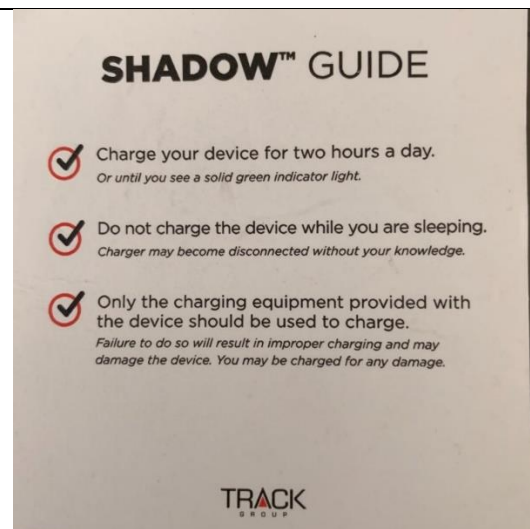 SHADOW™ GUIDE
Charge your device for two hours a day.
Or until you see a solid green indicator light.
Do not charge the device while you are sleeping.
Charger may become disconnected without your knowledge.
Only the charging equipment provided with
the device should be used to charge.
Failure to do so will result in improper charging and may
damage the device. You may be charged for any damage.
TRACK
GROUP